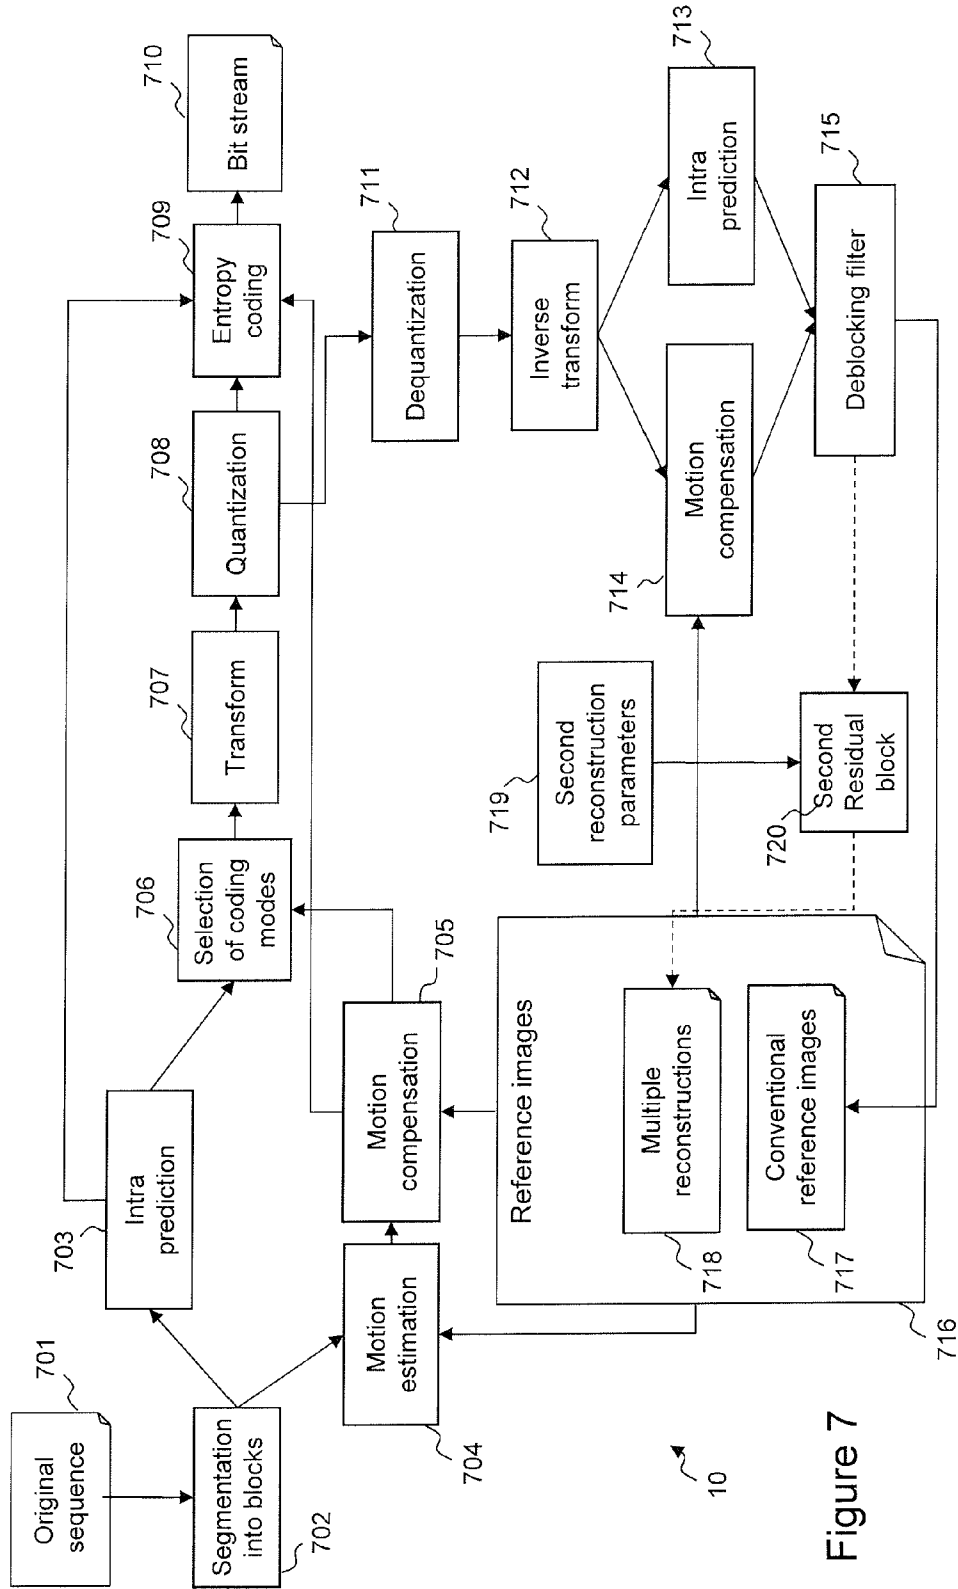 701
Original
sequence
702
Segmentation
into blocks
703
Intra
prediction
704
Motion
estimation
705
Motion
compensation
706
Selection
of coding
modes
707
Transform
708
Quantization
709
Entropy
coding
710
Bit stream
711
Dequantization
712
Inverse
transform
713
Intra
prediction
714
Motion
compensation
715
Deblocking filter
719
Second
reconstruction
parameters
720
Second
Residual
block
Reference images
Multiple
reconstructions
718
Conventional
reference images
717
716
10
Figure 7